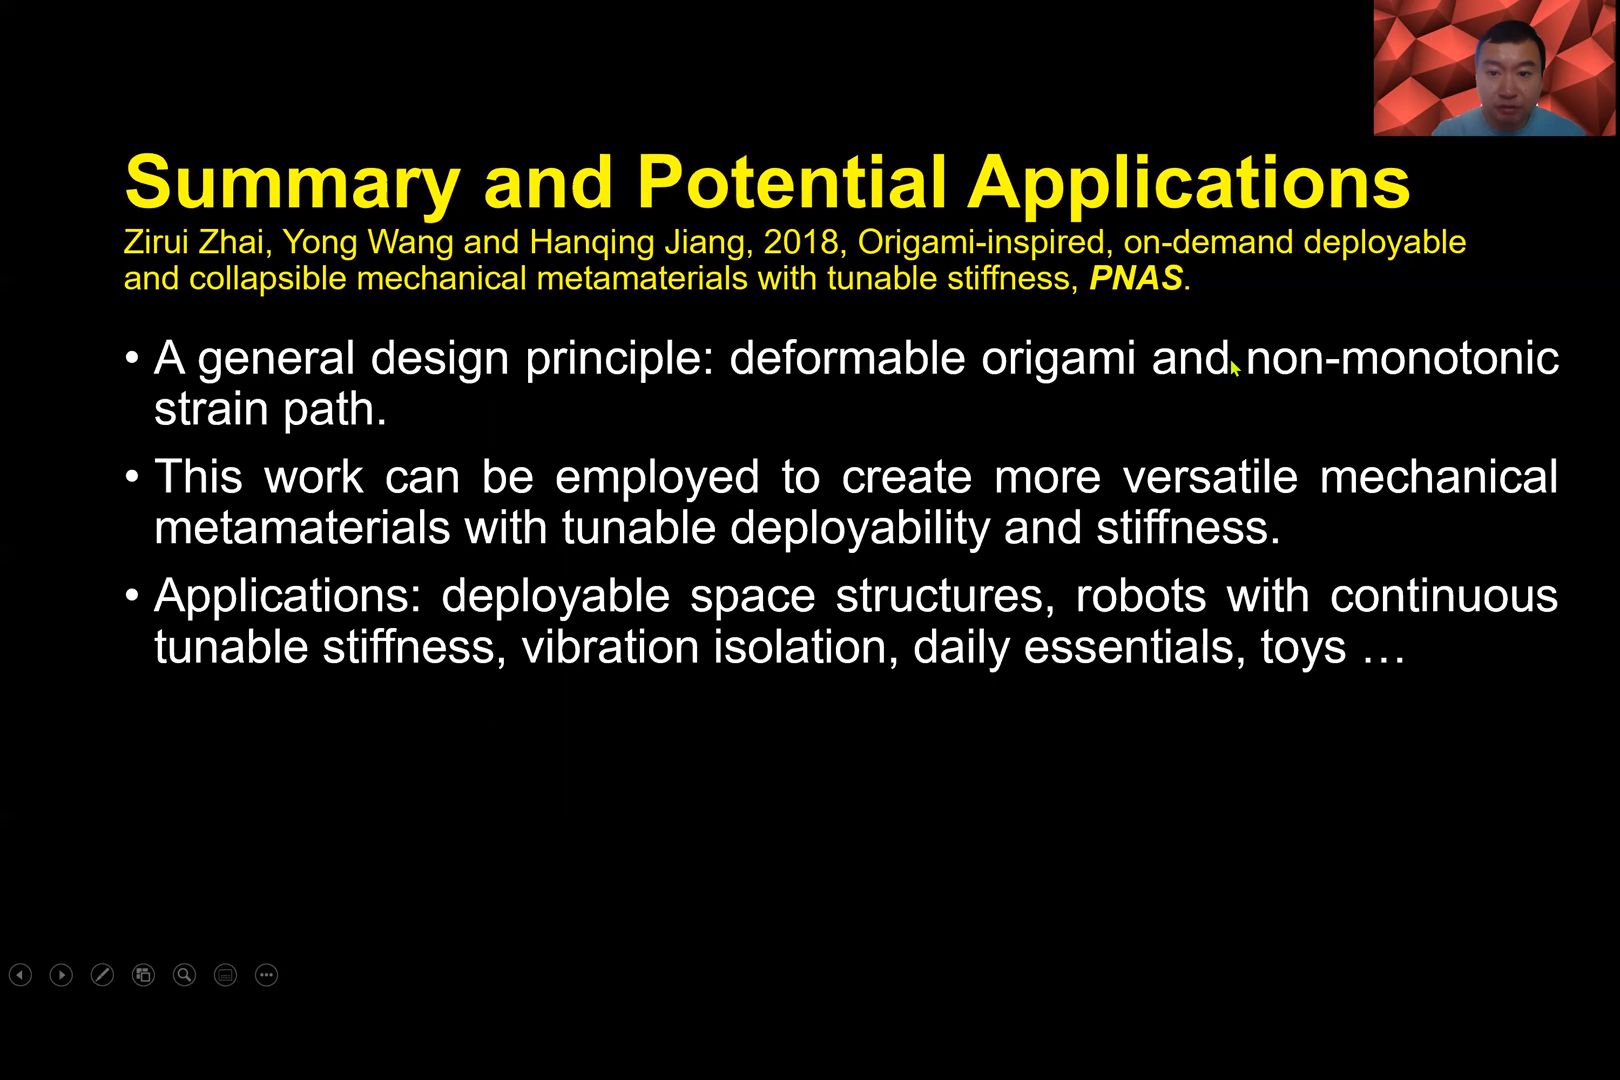 Summary and Potential Applications
Zirui Zhai, Yong Wang and Hanqing Jiang, 2018, Origami-inspired, on-demand deployable
and collapsible mechanical metamaterials with tunable stiffness, PNAS.
• A general design principle: deformable origami and non-monotonic
strain path.
• This work can be employed to create more versatile mechanical
metamaterials with tunable deployability and stiffness.
• Applications: deployable space structures, robots with continuous
tunable stiffness, vibration isolation, daily essentials, toys …